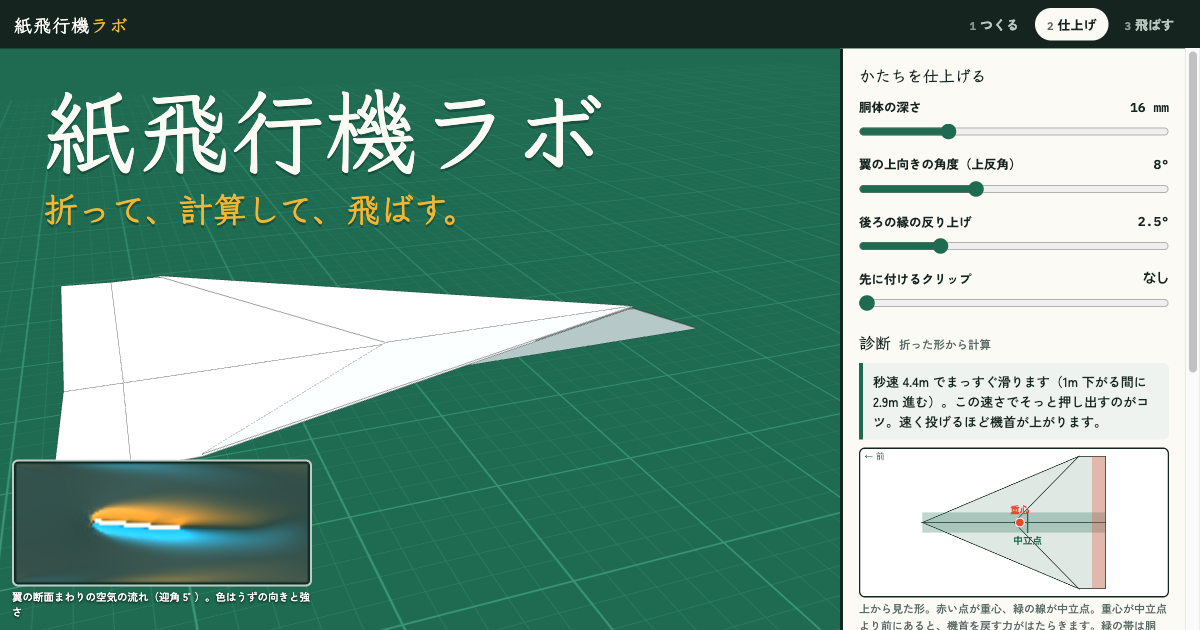 紙飛行機ラボ
1 つくる 2 仕上げ 3 飛ばす
紙飛行機ラボ
折って、計算して、飛ばす。
翼の断面まわりの空気の流れ（迎角 5°）。色はうずの向きと強
さ
かたちを仕上げる
胴体の深さ 16 mm
翼の上向きの角度（上反角） 8°
後ろの縁の反り上げ 2.5°
先に付けるクリップ なし
診断 折った形から計算
秒速 4.4m でまっすぐ滑ります（1m 下がる間に
2.9m 進む）。この速さでそっと押し出すのがコ
ツ。速く投げるほど機首が上がります。
← 前
重心
中立点
上から見た形。赤い点が重心、緑の線が中立点。重心が中立点
より前にあると、機首を戻す力がはたらきます。緑の帯は胴